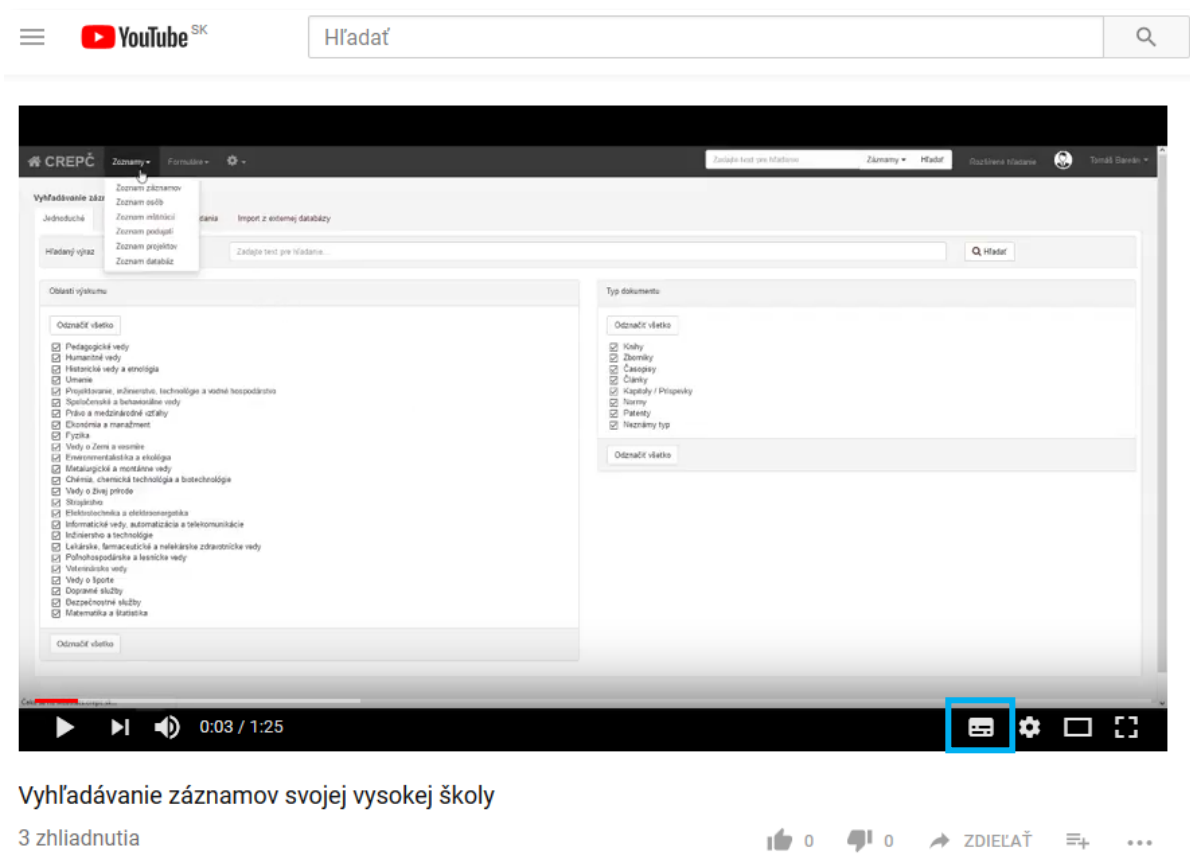 YouTube SK
Hľadať
CREPČ Zoznamy Formuláre Zadajte text pre hľadanie Záznamy Hľadať Rozšírené hľadanie Tomáš
Zoznam záznamov
Vyhľadávanie
Zoznam osôb
Jednoduché Zoznam inštitúcií Import z externej databázy
Zoznam podujatí
Hľadaný výraz Zoznam projektov Zadajte text pre hľadanie... Hľadať
Zoznam databáz
Oblasti výskumu Typ dokumentu
Odznačiť všetko Odznačiť všetko
Pedagogické vedy Knihy
Humanitné vedy Zborníky
Historické vedy a etnológia Časopisy
Umenie Články
Projektovanie, inžinierstvo, technológie a vodné hospodárstvo Kapitoly / Príspevky
Spoločenské a behaviorálne vedy Normy
Právo a medzinárodné vzťahy Patenty
Ekonómia a manažment Neznámy typ
Fyzika
Vedy o Zemi a vesmíre
Environmentalistika a ekológia Odznačiť všetko
Metalurgické a montánne vedy
Chémia, chemická technológia a biotechnológie
Vedy o živej prírode
Strojárstvo
Elektrotechnika a elektroenergetika
Informatické vedy, automatizácia a telekomunikácie
Inžinierstvo a technológie
Lekárske, farmaceutické a nelekárske zdravotnícke vedy
Poľnohospodárske a lesnícke vedy
Veterinárske vedy
Vedy o športe
Dopravné služby
Bezpečnostné služby
Matematika a štatistika
Odznačiť všetko
0:03 / 1:25
Vyhľadávanie záznamov svojej vysokej školy
3 zhliadnutia 0 0 ZDIEĽAŤ